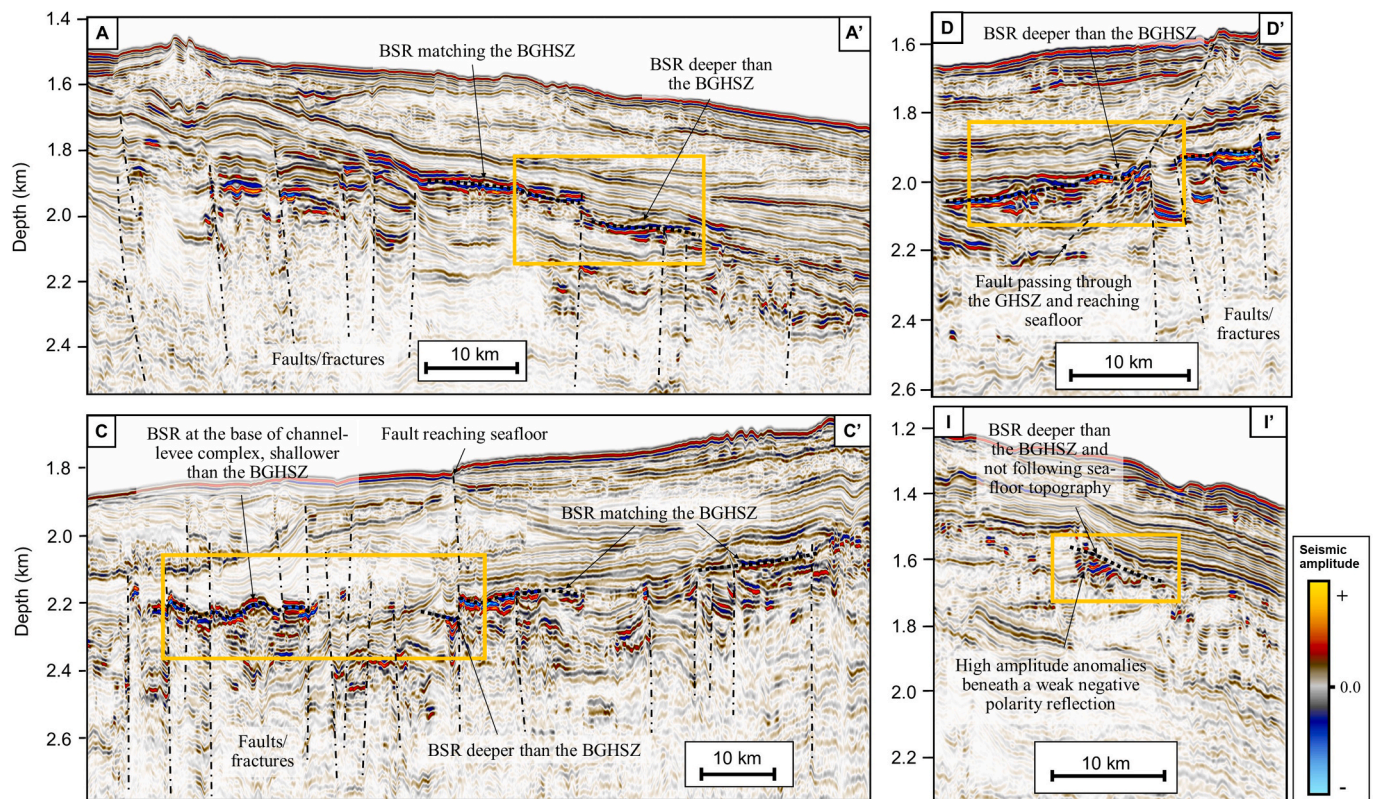 A
A’
BSR matching the BGHSZ
BSR deeper than
the BGHSZ
Faults/fractures
10 km
Depth (km)
1.4
1.6
1.8
2.0
2.2
2.4
D
D’
BSR deeper than the BGHSZ
Fault passing through
the GHSZ and reaching
seafloor
Faults/
fractures
10 km
1.6
1.8
2.0
2.2
2.4
2.6
C
C’
BSR at the base of channel-
levee complex, shallower
than the BGHSZ
Fault reaching seafloor
BSR matching the BGHSZ
BSR deeper than the BGHSZ
Faults/
fractures
10 km
Depth (km)
1.8
2.0
2.2
2.4
2.6
I
I’
BSR deeper than
the BGHSZ and
not following sea-
floor topography
High amplitude anomalies
beneath a weak negative
polarity reflection
10 km
1.2
1.4
1.6
1.8
2.0
2.2
Seismic
amplitude
+
0.0
-